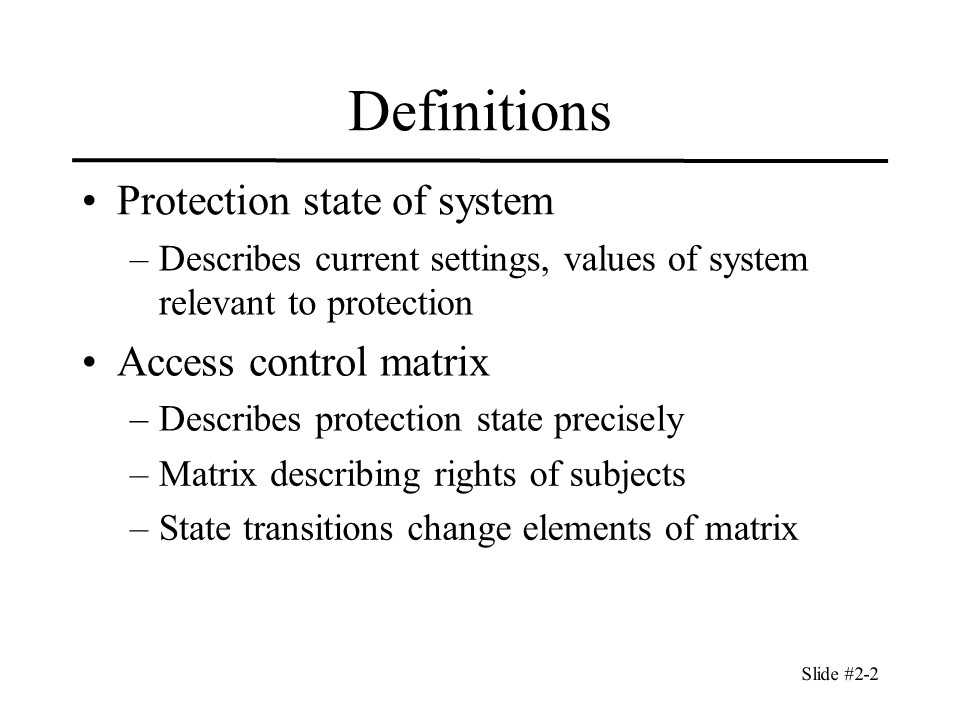 Definitions
• Protection state of system
– Describes current settings, values of system
relevant to protection
• Access control matrix
– Describes protection state precisely
– Matrix describing rights of subjects
– State transitions change elements of matrix
Slide #2-2